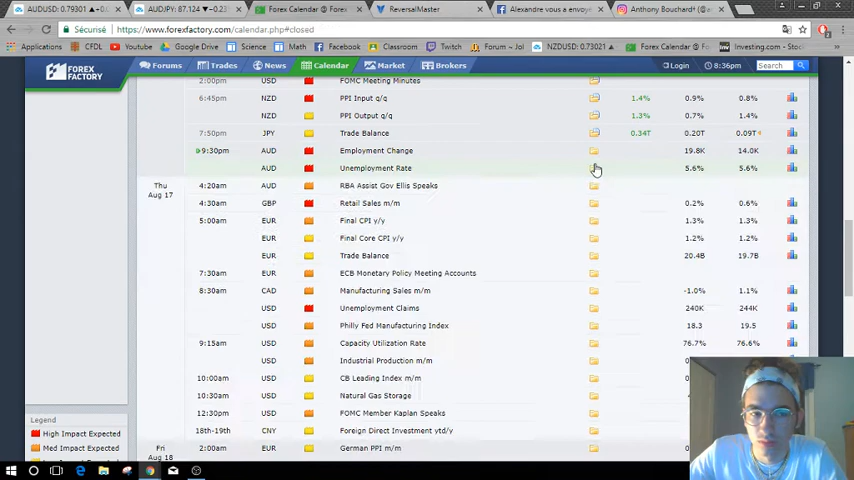 AUDUSD: 0.79301 ▲+0.
AUDJPY: 87.124 ▼−0.23
Forex Calendar @ Forex F
ReversalMaster
Alexandre vous a envoyé
Anthony Bouchard† (@a
Sécurisé https://www.forexfactory.com/calendar.php#closed
Applications CFDL Youtube Google Drive Section 3.1 Facebook Classroom Twitch Forum ~ Jol NZDUSD: 0.73021 Forex Calendar @ For Investing.com - Stoc
FOREX FACTORY
Forums Trades News Calendar Market Brokers Login 8:36pm Search
2:00pm USD FOMC Meeting Minutes
6:45pm NZD PPI Input q/q 1.4% 0.9% 0.8%
NZD PPI Output q/q 1.3% 0.7% 1.4%
7:50pm JPY Trade Balance 0.34T 0.20T 0.09T
9:30pm AUD Employment Change 19.8K 14.0K
AUD Unemployment Rate 5.6% 5.6%
Thu Aug 17 4:20am AUD RBA Assist Gov Ellis Speaks
4:30am GBP Retail Sales m/m 0.2% 0.6%
5:00am EUR Final CPI y/y 1.3% 1.3%
EUR Final Core CPI y/y 1.2% 1.2%
EUR Trade Balance 20.4B 19.7B
7:30am EUR ECB Monetary Policy Meeting Accounts
8:30am CAD Manufacturing Sales m/m -1.0% 1.1%
USD Unemployment Claims 240K 244K
USD Philly Fed Manufacturing Index 18.3 19.5
9:15am USD Capacity Utilization Rate 76.7% 76.6%
USD Industrial Production m/m
10:00am USD CB Leading Index m/m
10:30am USD Natural Gas Storage
12:30pm USD FOMC Member Kaplan Speaks
18th-19th CNY Foreign Direct Investment ytd/y
Fri Aug 18 2:00am EUR German PPI m/m
Legend
High Impact Expected
Med Impact Expected